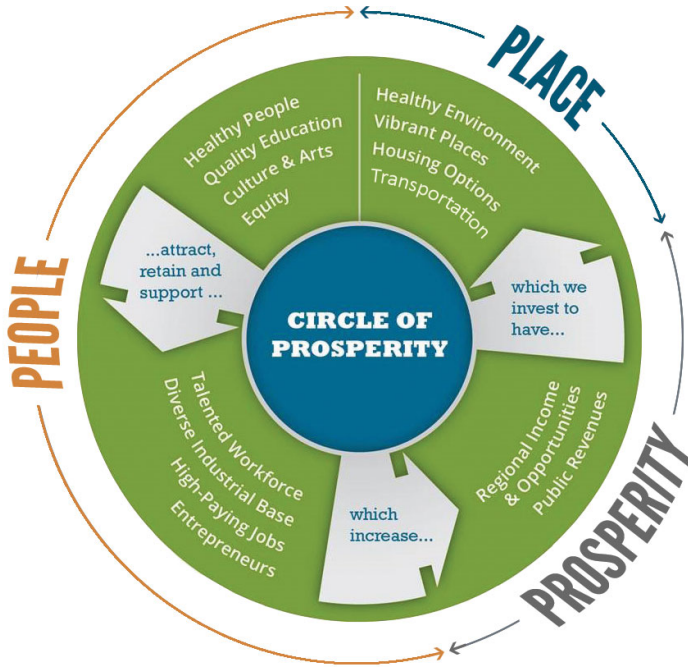 PEOPLE
PLACE
PROSPERITY
CIRCLE OF
PROSPERITY
Healthy People
Quality Education
Culture & Arts
Equity
Healthy Environment
Vibrant Places
Housing Options
Transportation
...attract,
retain and
support ...
Talented Workforce
Diverse Industrial Base
High-Paying Jobs
Entrepreneurs
which
increase...
Regional Income
& Opportunities
Public Revenues
which we
invest to
have...